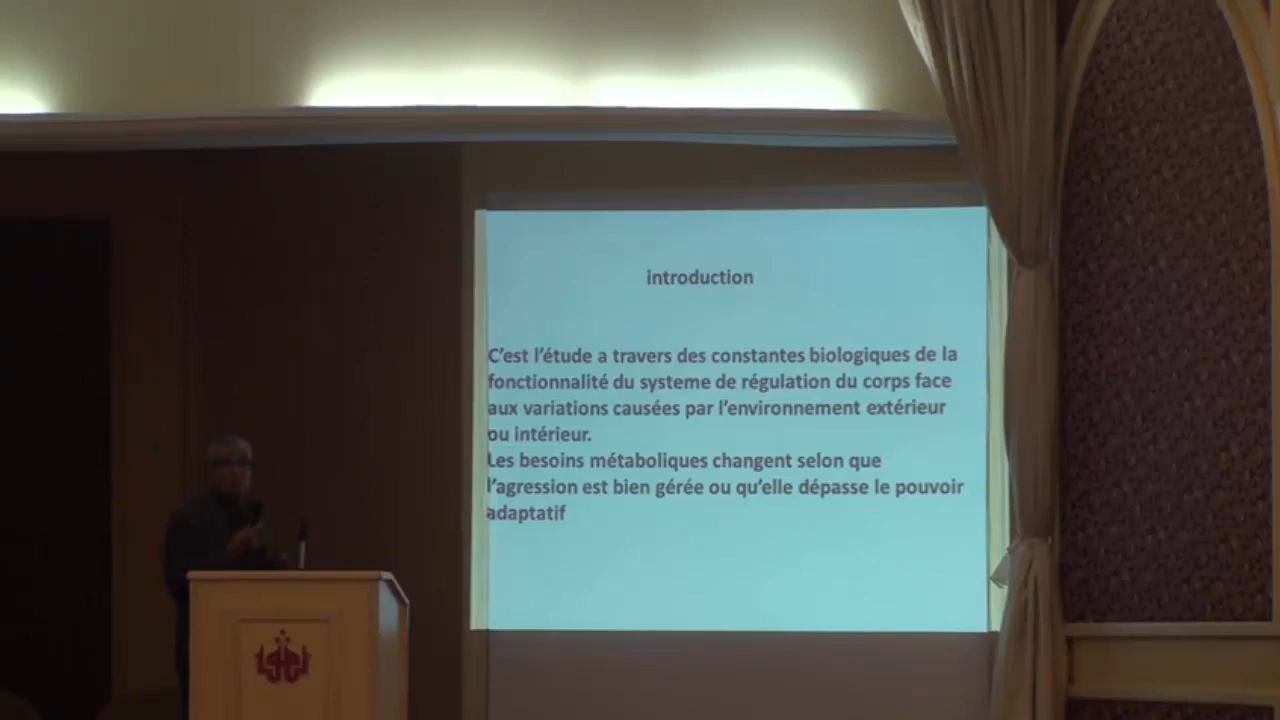 introduction
C'est l'étude a travers des constantes biologiques de la
fonctionnalité du systeme de régulation du corps face
aux variations causées par l'environnement extérieur
ou intérieur.
Les besoins métaboliques changent selon que
l'agression est bien gérée ou qu'elle dépasse le pouvoir
adaptatif